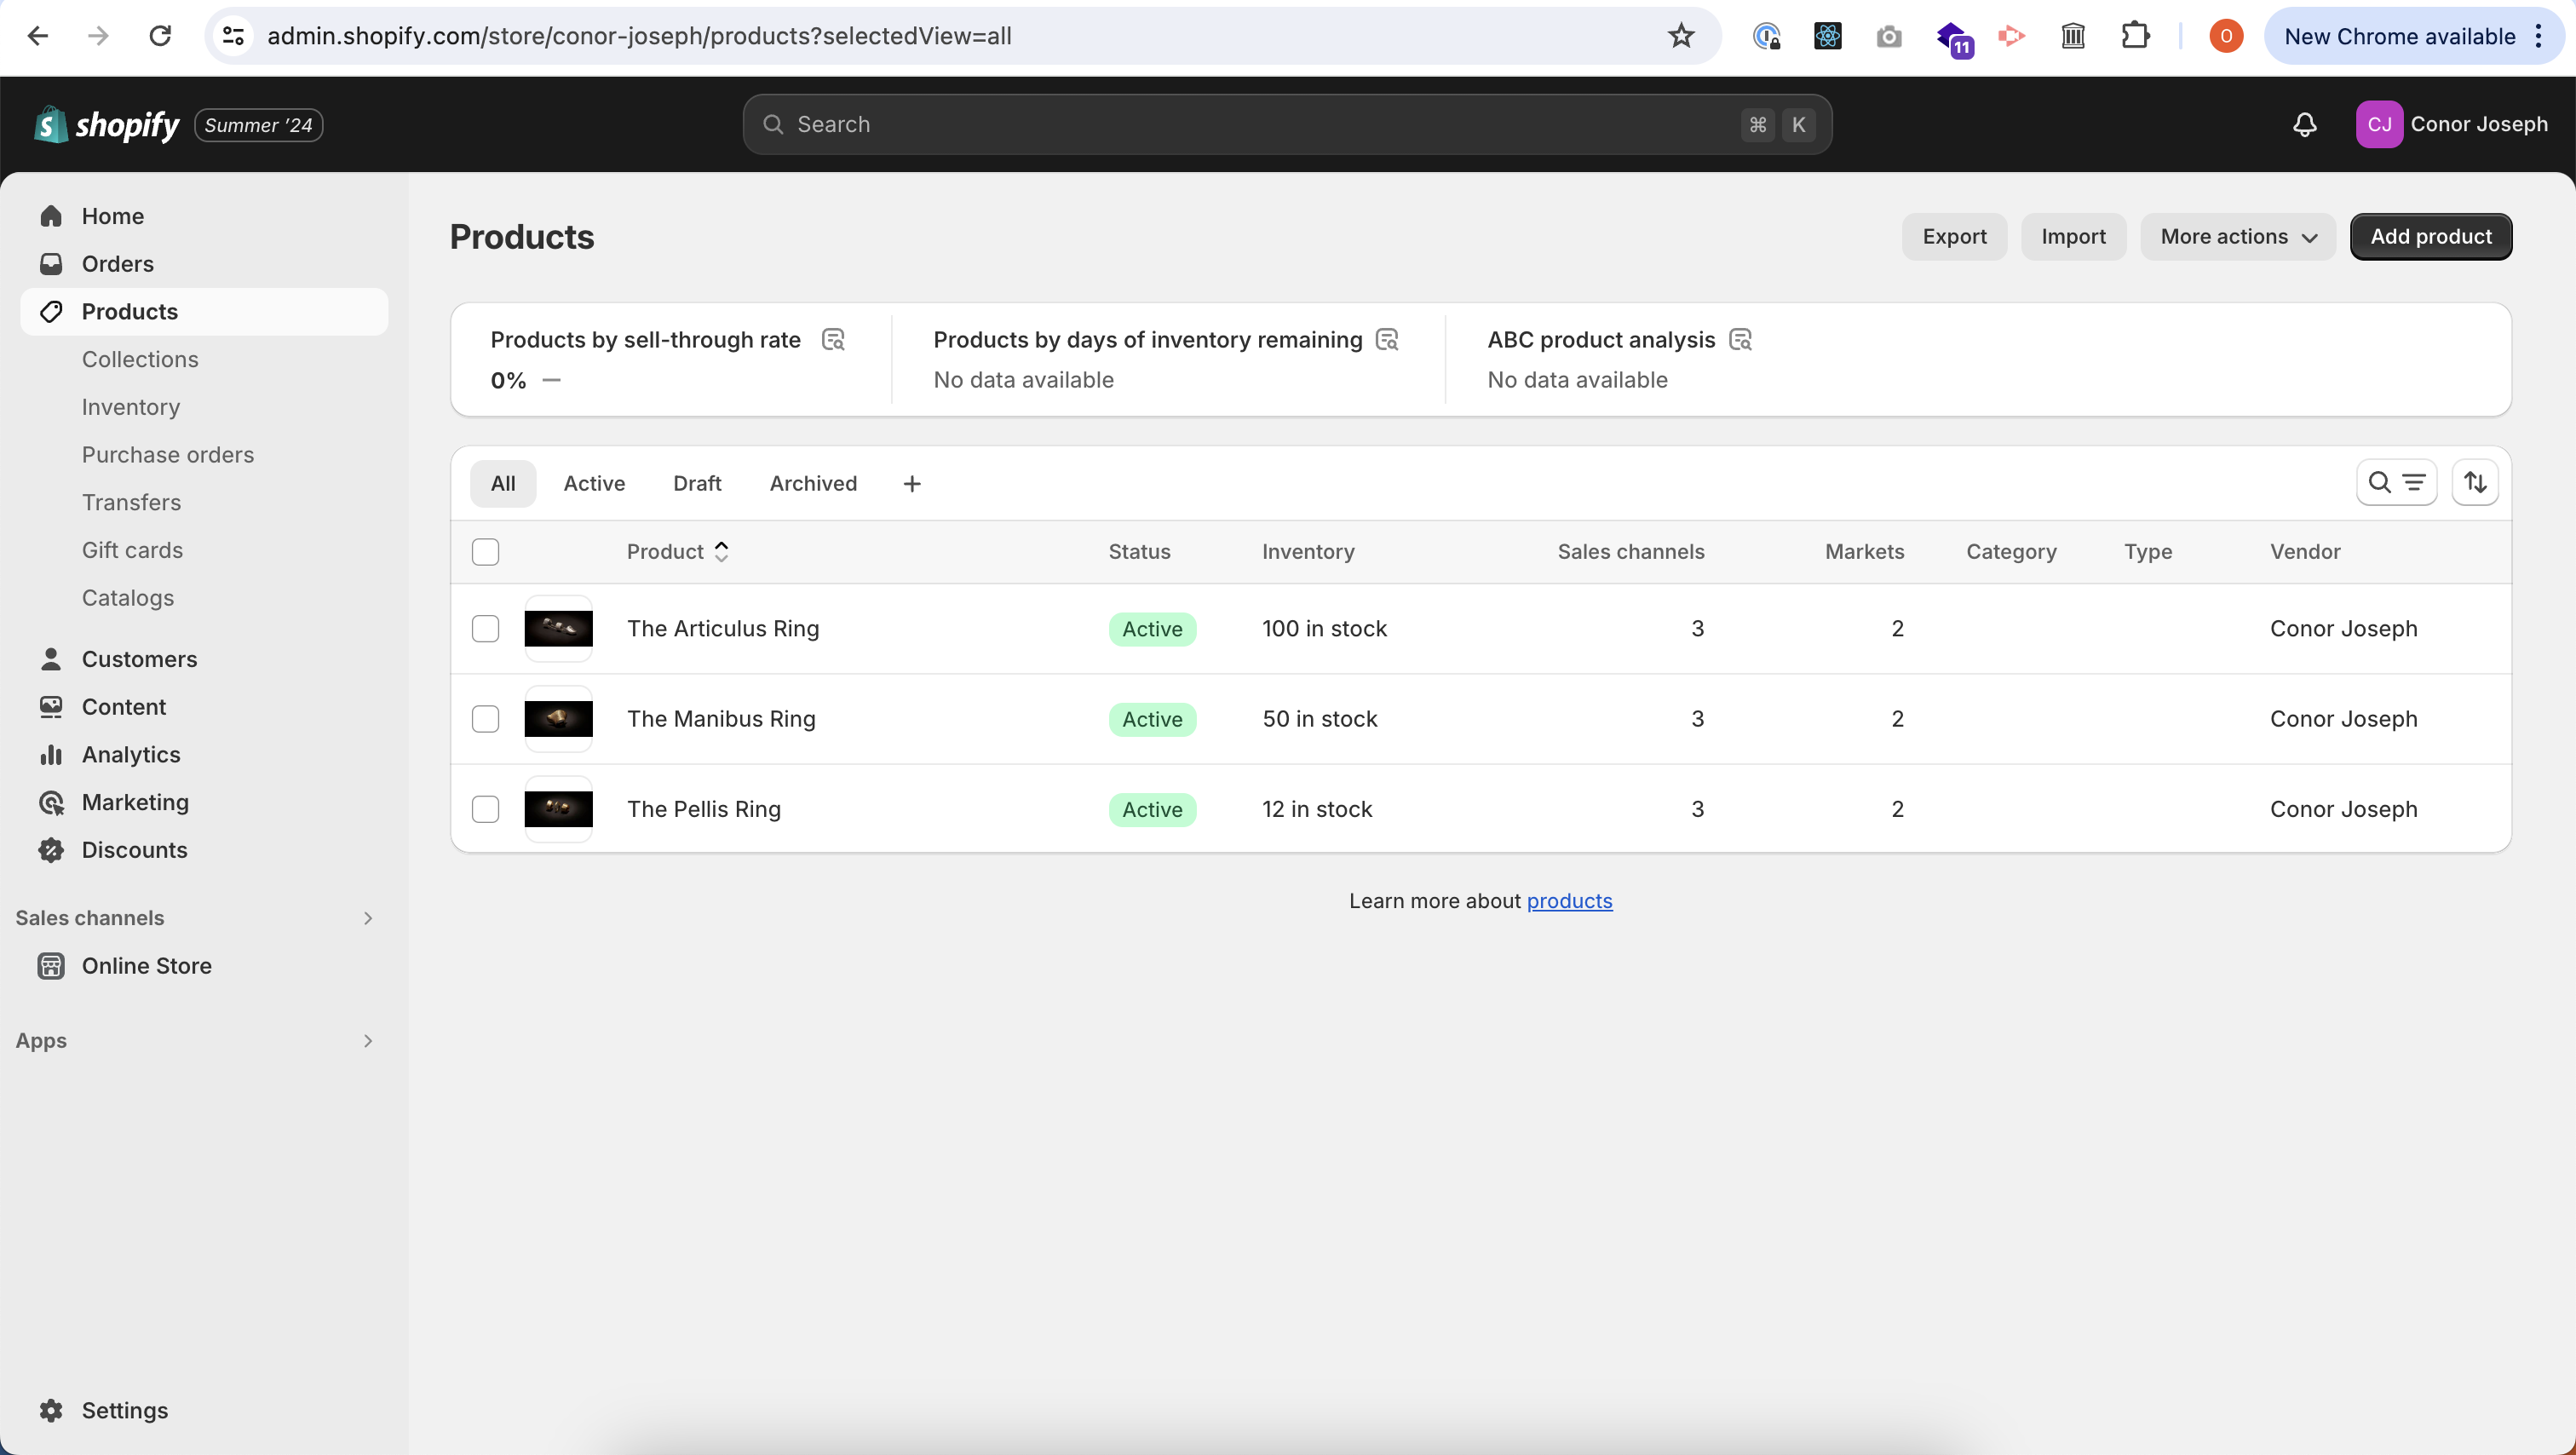 admin.shopify.com/store/conor-joseph/products?selectedView=all
11
O
New Chrome available
shopify
Summer '24
Search
⌘ K
CJ
Conor Joseph
Home
Orders
Products
Collections
Inventory
Purchase orders
Transfers
Gift cards
Catalogs
Customers
Content
Analytics
Marketing
Discounts
Sales channels
Online Store
Apps
Settings
Products
Export
Import
More actions
Add product
Products by sell-through rate
0% —
Products by days of inventory remaining
No data available
ABC product analysis
No data available
All Active Draft Archived +
Product Status Inventory Sales channels Markets Category Type Vendor
The Articulus Ring Active 100 in stock 3 2 Conor Joseph
The Manibus Ring Active 50 in stock 3 2 Conor Joseph
The Pellis Ring Active 12 in stock 3 2 Conor Joseph
Learn more about products